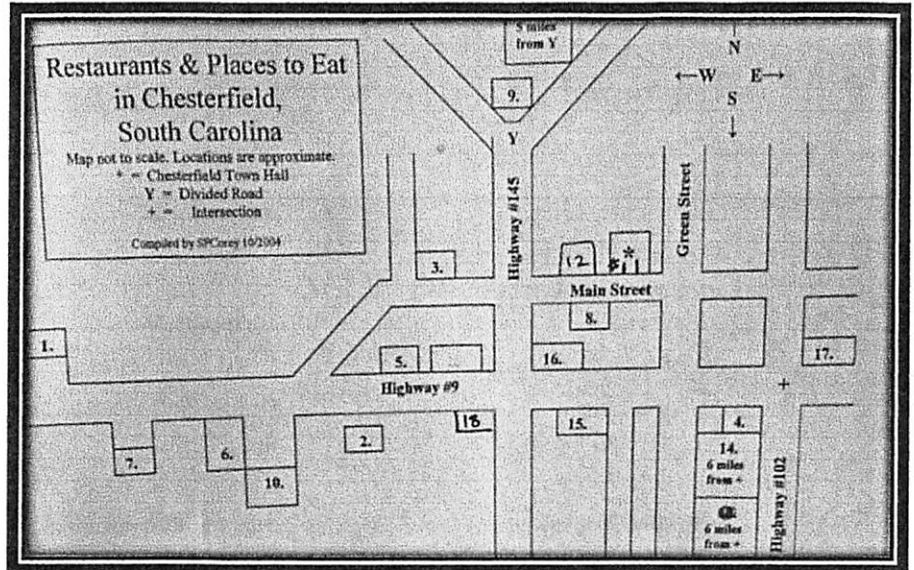 5 miles
from Y
N
←W E→
S
Restaurants & Places to Eat
in Chesterfield,
South Carolina
Map not to scale. Locations are approximate.
* = Chesterfield Town Hall
Y = Divided Road
+ = Intersection
Compiled by SPCorey 10/2004
9.
Y
Highway #145
Green Street
3.
12
*
Main Street
8.
1.
5.
16.
17.
Highway #9
+
18
2.
15.
4.
6.
7.
10.
14.
6 miles
from +
6 miles
from +
Highway #102